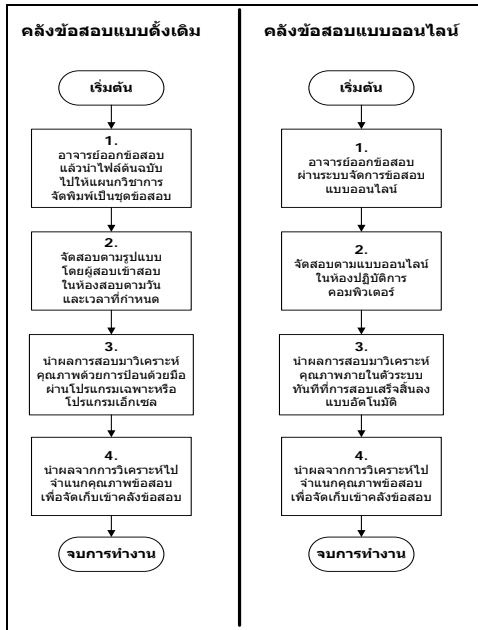 คลังข้อสอบแบบดั้งเดิม
เริ่มต้น
1.
อาจารย์ออกข้อสอบ
แล้วนำไฟล์ต้นฉบับ
ไปให้แผนกวิชาการ
จัดพิมพ์เป็นชุดข้อสอบ
2.
จัดสอบตามรูปแบบ
โดยผู้สอบเข้าสอบ
ในห้องสอบตามวัน
และเวลาที่กำหนด
3.
นำผลการสอบมาวิเคราะห์
คุณภาพด้วยการป้อนด้วยมือ
ผ่านโปรแกรมเฉพาะหรือ
โปรแกรมเอ็กเซล
4.
นำผลจากการวิเคราะห์ไป
จำแนกคุณภาพข้อสอบ
เพื่อจัดเก็บเข้าคลังข้อสอบ
จบการทำงาน
คลังข้อสอบแบบออนไลน์
เริ่มต้น
1.
อาจารย์ออกข้อสอบ
ผ่านระบบจัดการข้อสอบ
แบบออนไลน์
2.
จัดสอบตามแบบออนไลน์
ในห้องปฏิบัติการ
คอมพิวเตอร์
3.
นำผลการสอบมาวิเคราะห์
คุณภาพภายในตัวระบบ
ทันทีที่การสอบเสร็จสิ้นลง
แบบอัตโนมัติ
4.
นำผลจากการวิเคราะห์ไป
จำแนกคุณภาพข้อสอบ
เพื่อจัดเก็บเข้าคลังข้อสอบ
จบการทำงาน